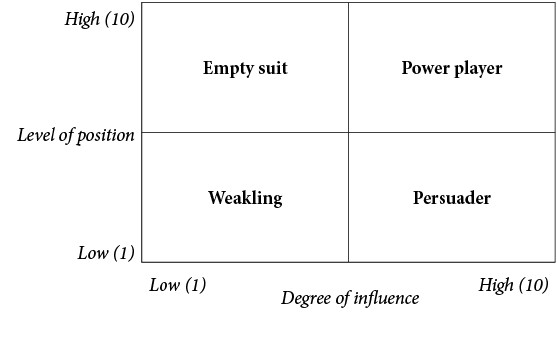 High (10)
Empty suit
Power player
Level of position
Weakling
Persuader
Low (1)
Low (1)
Degree of influence
High (10)